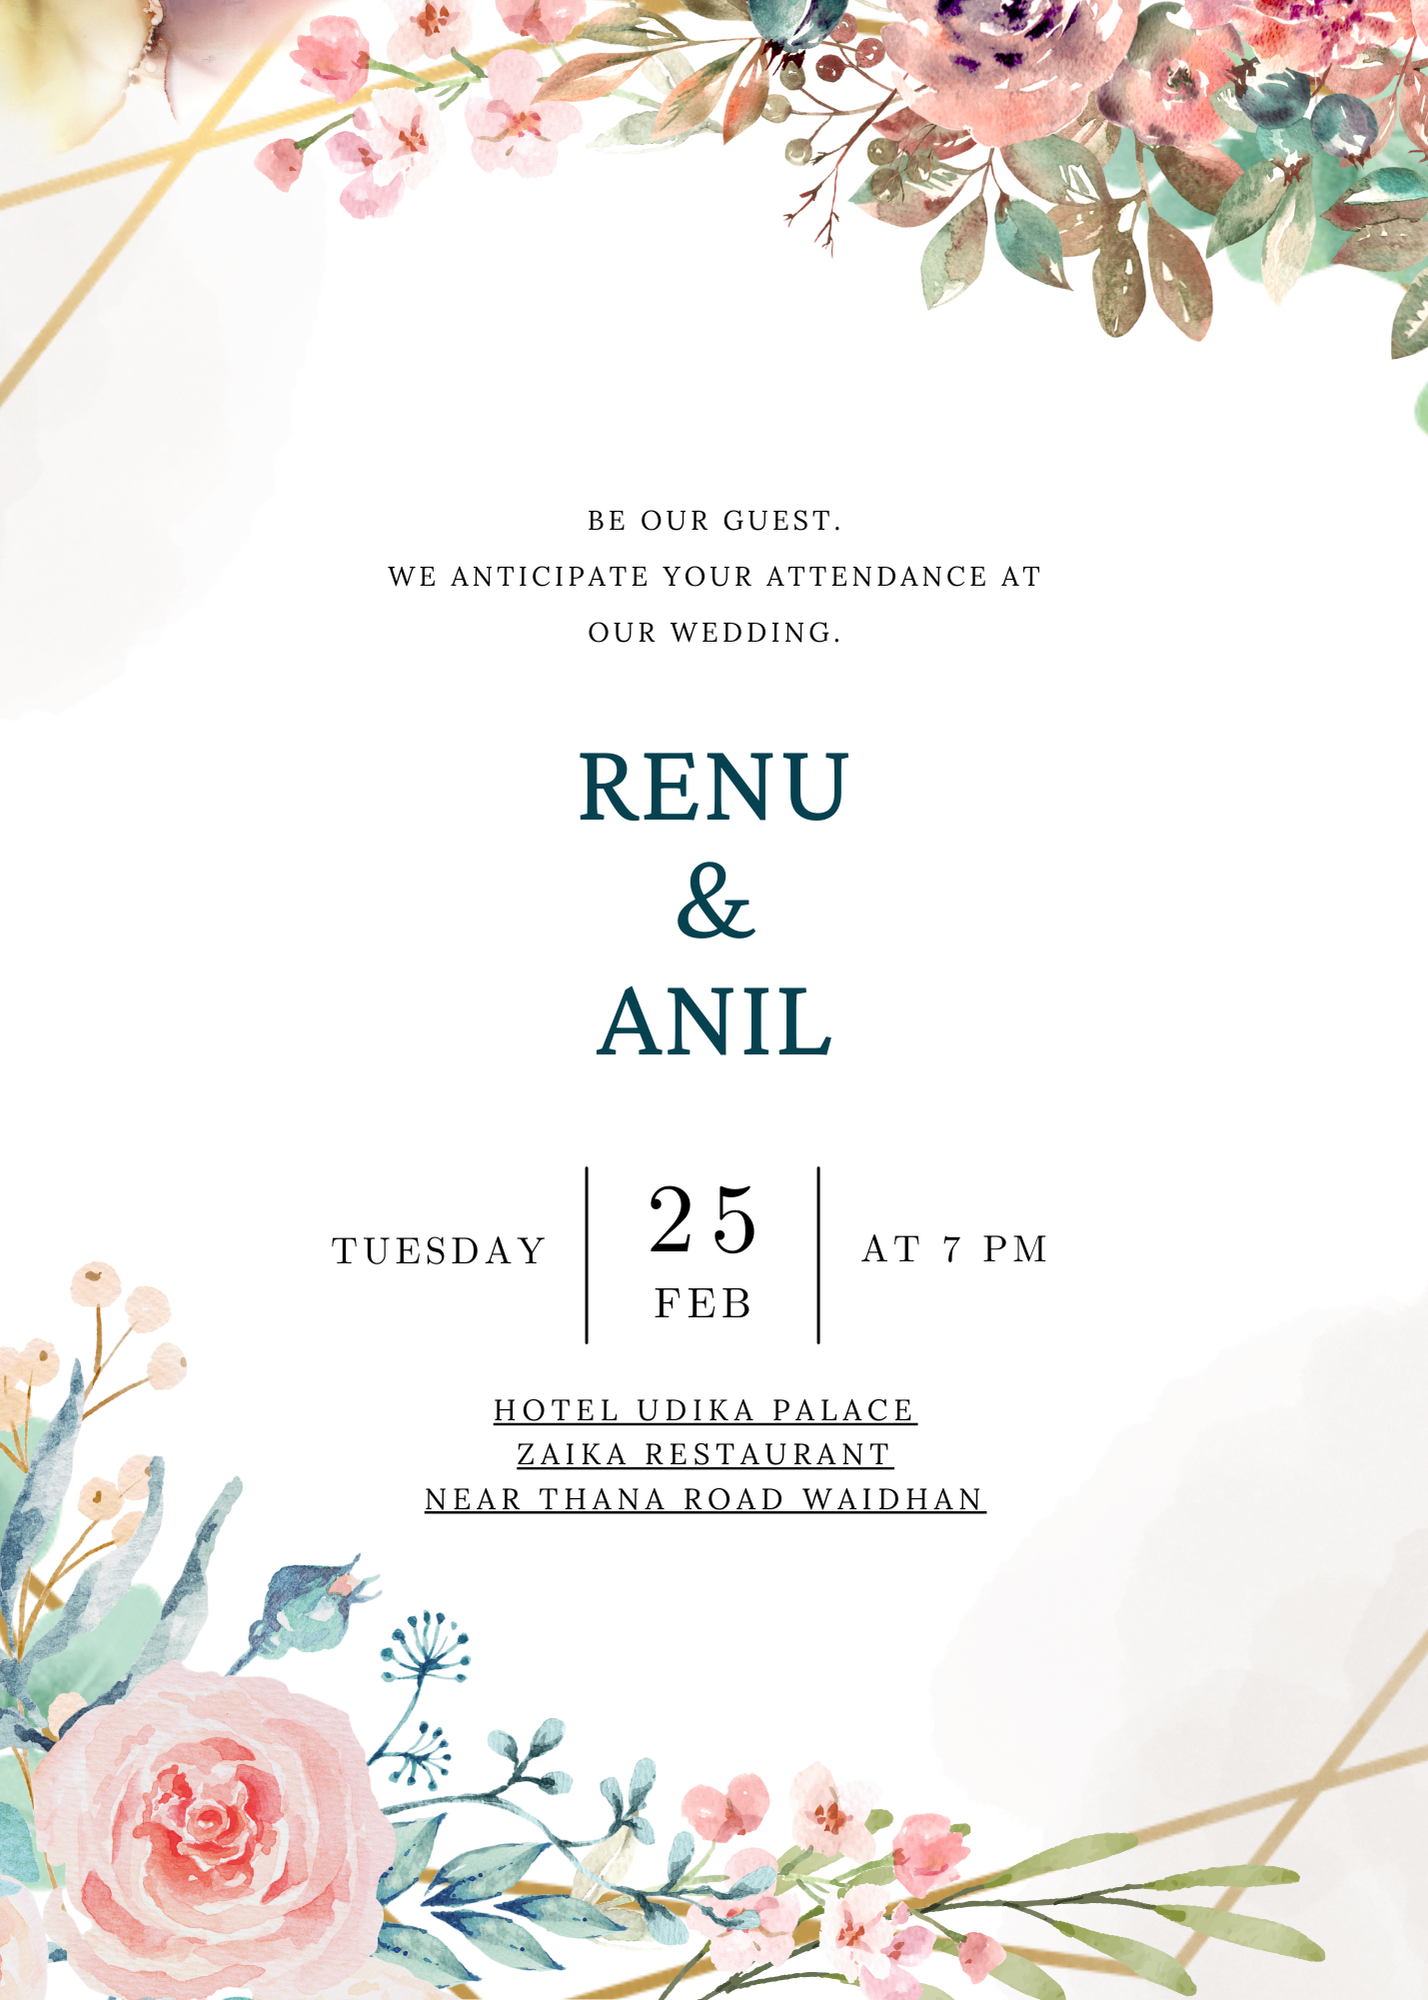 BE OUR GUEST.
WE ANTICIPATE YOUR ATTENDANCE AT
OUR WEDDING.
RENU
&
ANIL
TUESDAY
25
FEB
AT 7 PM
HOTEL UDIKA PALACE
ZAIKA RESTAURANT
NEAR THANA ROAD WAIDHAN